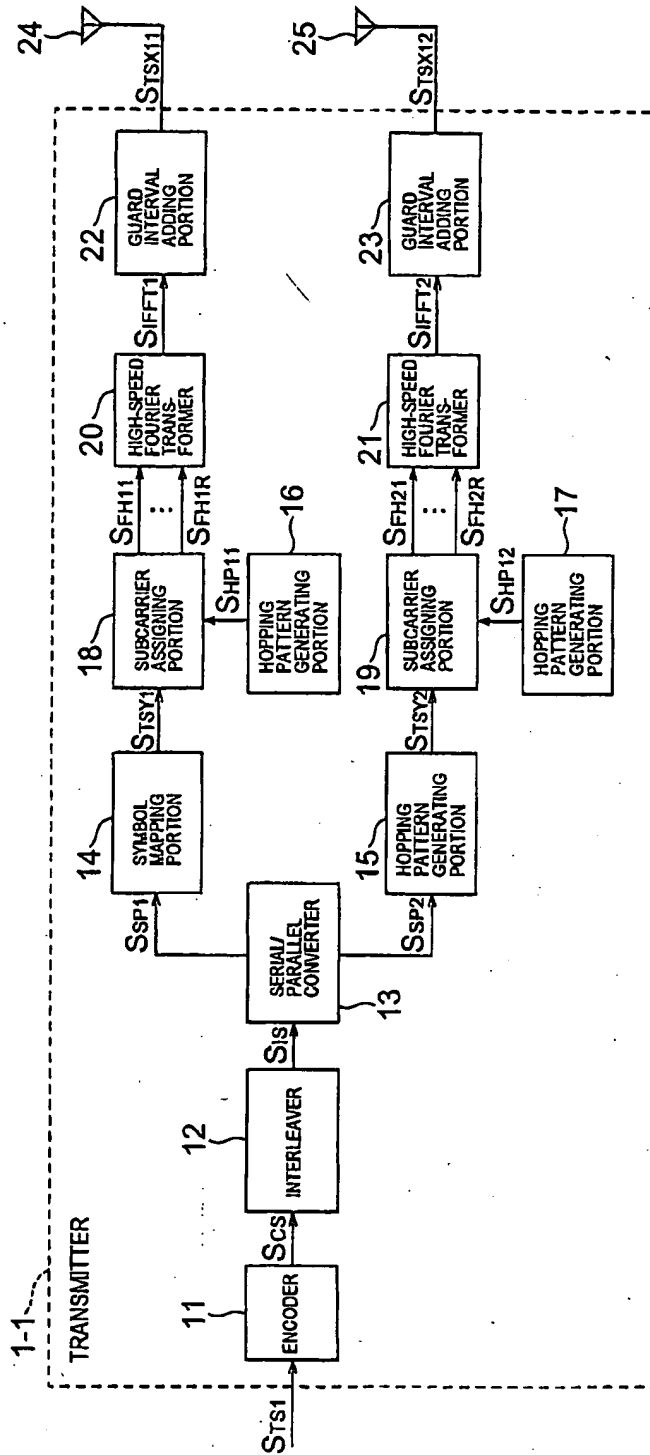 1-1
TRANSMITTER
STS1
11
ENCODER
SCS
12
INTERLEAVER
SIS
13
SERIAL/
PARALLEL
CONVERTER
SSP1
14
SYMBOL
MAPPING
PORTION
STSY1
18
SUBCARRIER
ASSIGNING
PORTION
SHP11
16
HOPPING
PATTERN
GENERATING
PORTION
SFH11
...
SFH1R
20
HIGH-SPEED
FOURIER
TRANS-
FORMER
SIFFT1
22
GUARD
INTERVAL
ADDING
PORTION
STSX11
24
SSP2
15
HOPPING
PATTERN
GENERATING
PORTION
STSY2
19
SUBCARRIER
ASSIGNING
PORTION
SHP12
17
HOPPING
PATTERN
GENERATING
PORTION
SFH21
...
SFH2R
21
HIGH-SPEED
FOURIER
TRANS-
FORMER
SIFFT2
23
GUARD
INTERVAL
ADDING
PORTION
STSX12
25